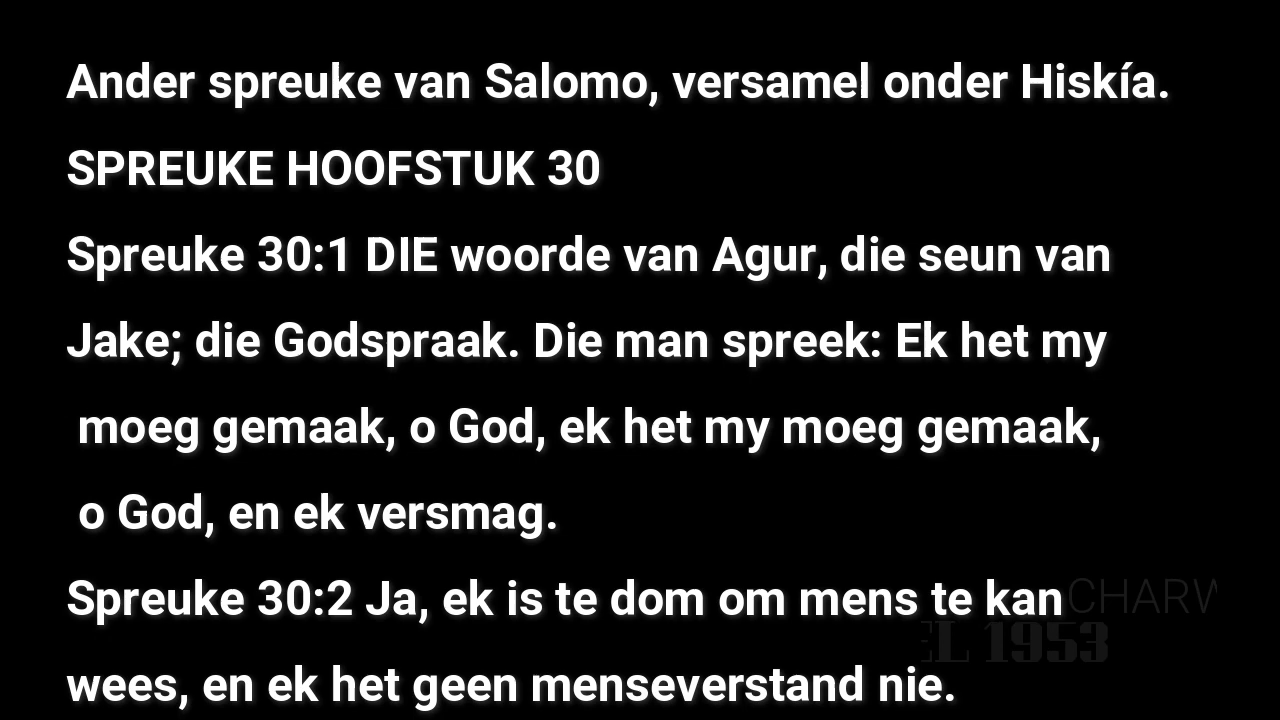 Ander spreuke van Salomo, versamel onder Hiskía.
SPREUKE HOOFSTUK 30
Spreuke 30:1 DIE woorde van Agur, die seun van
Jake; die Godspraak. Die man spreek: Ek het my
moeg gemaak, o God, ek het my moeg gemaak,
o God, en ek versmag.
Spreuke 30:2 Ja, ek is te dom om mens te kan
wees, en ek het geen menseverstand nie.
1953